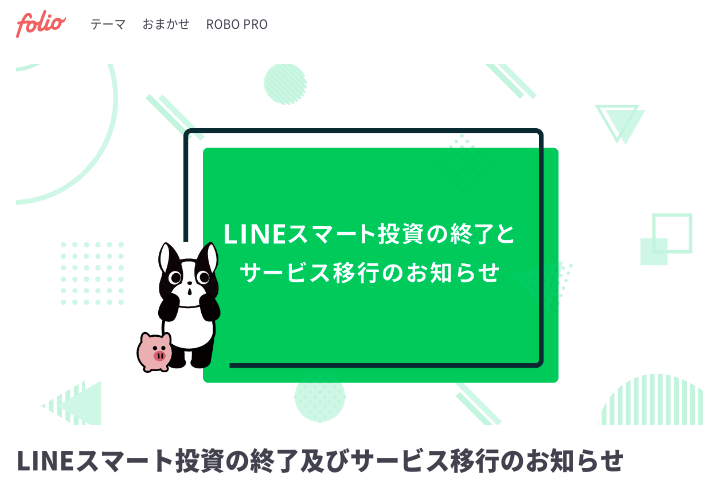 folio
テーマ おまかせ ROBO PRO
LINEスマート投資の終了と
サービス移行のお知らせ
LINEスマート投資の終了及びサービス移行のお知らせ